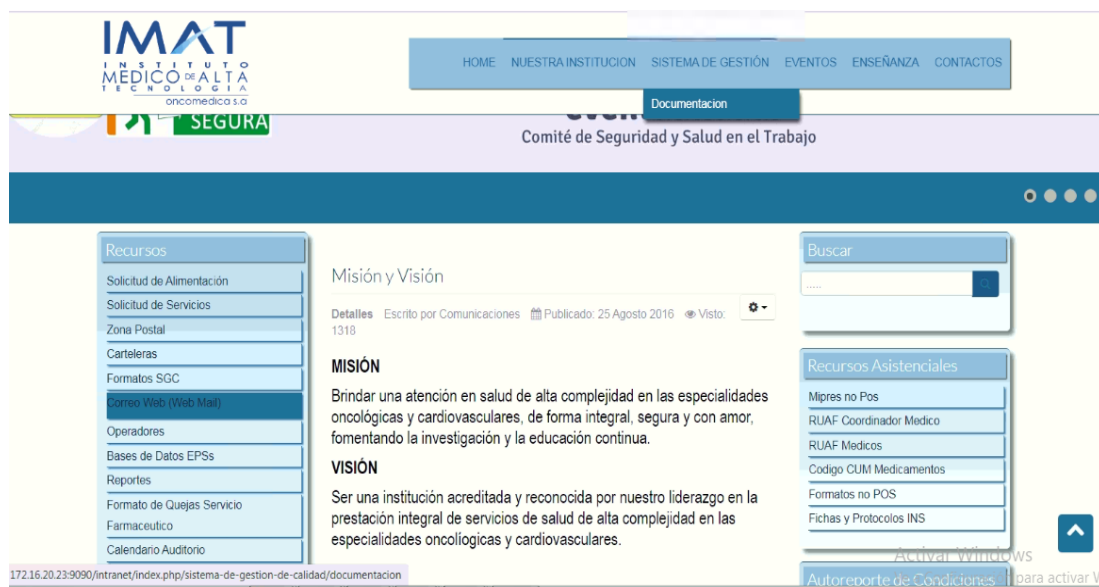 IMAT
INSTITUTO
MÉDICO DE ALTA
TECNOLOGIA
oncomedica s.a
HOME NUESTRA INSTITUCION SISTEMA DE GESTIÓN EVENTOS ENSEÑANZA CONTACTOS
Documentacion
SEGURA
Comité de Seguridad y Salud en el Trabajo
Recursos
Solicitud de Alimentación
Solicitud de Servicios
Zona Postal
Carteleras
Formatos SGC
Correo Web (Web Mail)
Operadores
Bases de Datos EPSs
Reportes
Formato de Quejas Servicio
Farmaceutico
Calendario Auditorio
Misión y Visión
Detalles Escrito por Comunicaciones Publicado: 25 Agosto 2016 Visto:
1318
MISIÓN
Brindar una atención en salud de alta complejidad en las especialidades
oncológicas y cardiovasculares, de forma integral, segura y con amor,
fomentando la investigación y la educación continua.
VISIÓN
Ser una institución acreditada y reconocida por nuestro liderazgo en la
prestación integral de servicios de salud de alta complejidad en las
especialidades oncolíogicas y cardiovasculares.
Buscar
.....
Recursos Asistenciales
Mipres no Pos
RUAF Coordinador Medico
RUAF Medicos
Codigo CUM Medicamentos
Formatos no POS
Fichas y Protocolos INS
Activar Windows
Autoreporte de Condiciones
para activar
172.16.20.23:9090/intranet/index.php/sistema-de-gestion-de-calidad/documentacion